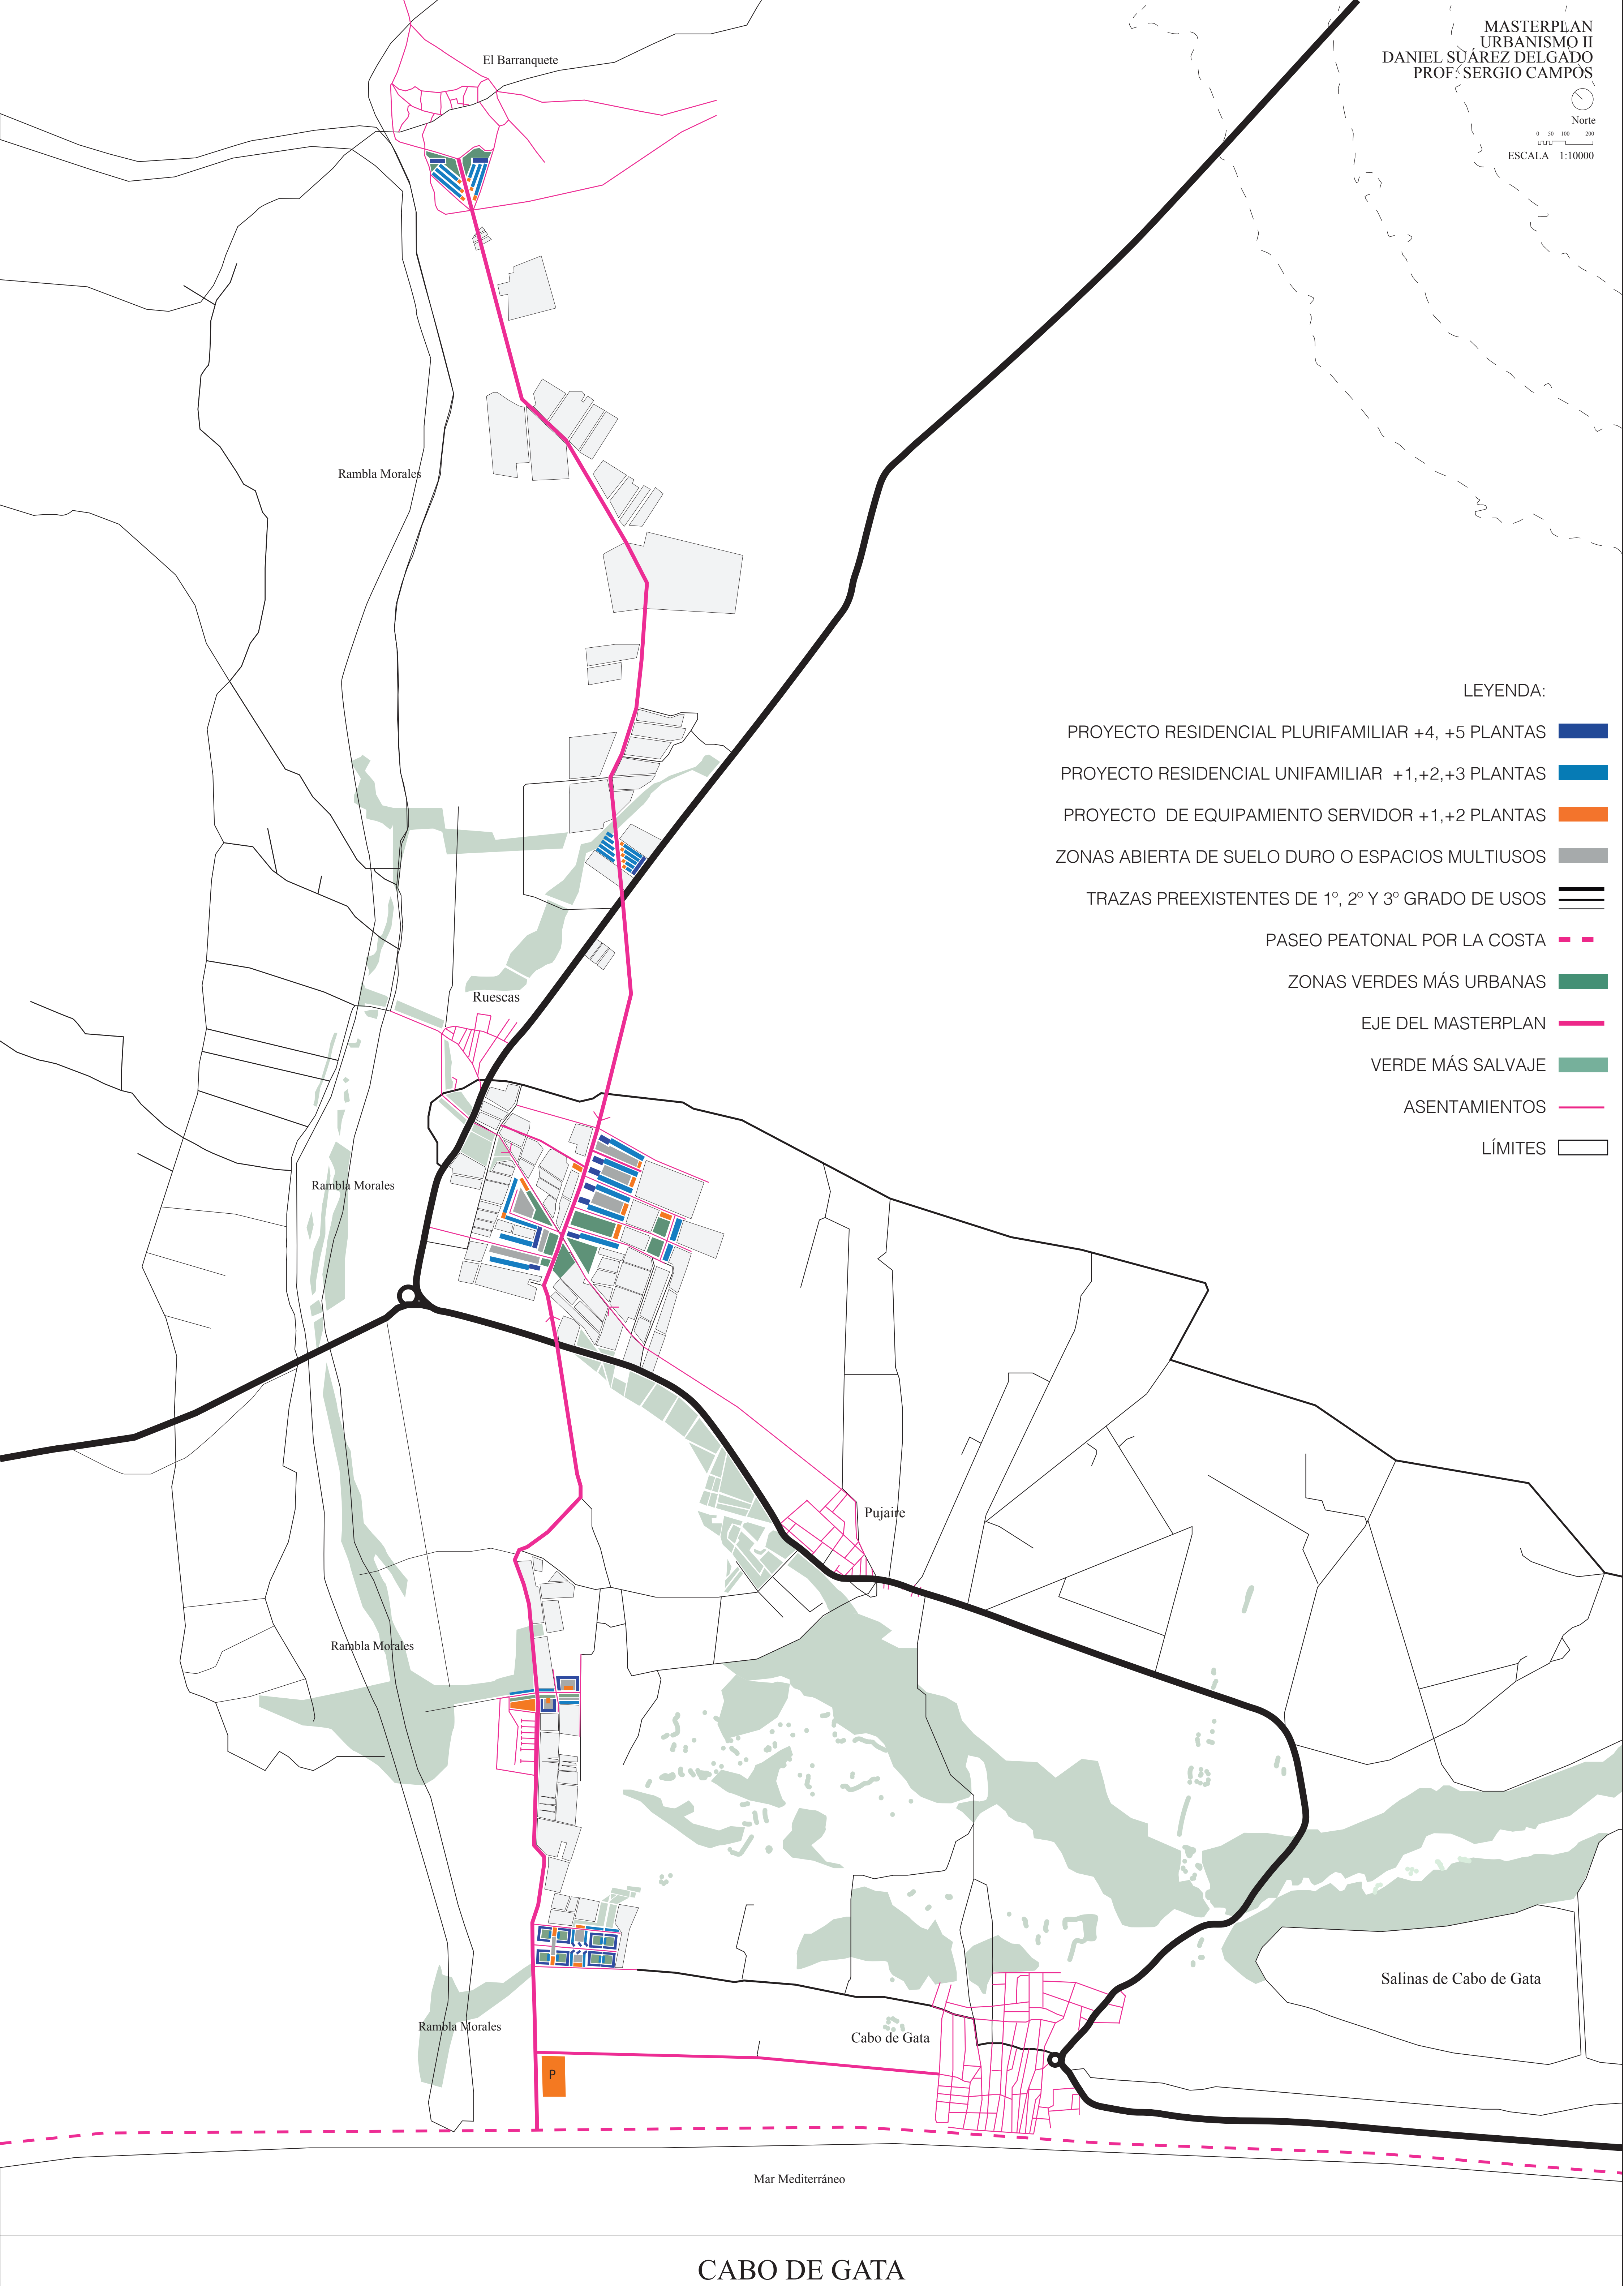 MASTERPLAN
URBANISMO II
DANIEL SUÁREZ DELGADO
PROF: SERGIO CAMPOS
Norte
0 50 100 200
ESCALA 1:10000
El Barranquete
Rambla Morales
LEYENDA:
PROYECTO RESIDENCIAL PLURIFAMILIAR +4, +5 PLANTAS
PROYECTO RESIDENCIAL UNIFAMILIAR +1,+2,+3 PLANTAS
PROYECTO DE EQUIPAMIENTO SERVIDOR +1,+2 PLANTAS
ZONAS ABIERTA DE SUELO DURO O ESPACIOS MULTIUSOS
TRAZAS PREEXISTENTES DE 1º, 2º Y 3º GRADO DE USOS
PASEO PEATONAL POR LA COSTA
ZONAS VERDES MÁS URBANAS
EJE DEL MASTERPLAN
VERDE MÁS SALVAJE
ASENTAMIENTOS
LÍMITES
Ruescas
Rambla Morales
Pujaire
Rambla Morales
Salinas de Cabo de Gata
Rambla Morales
Cabo de Gata
P
Mar Mediterráneo
CABO DE GATA